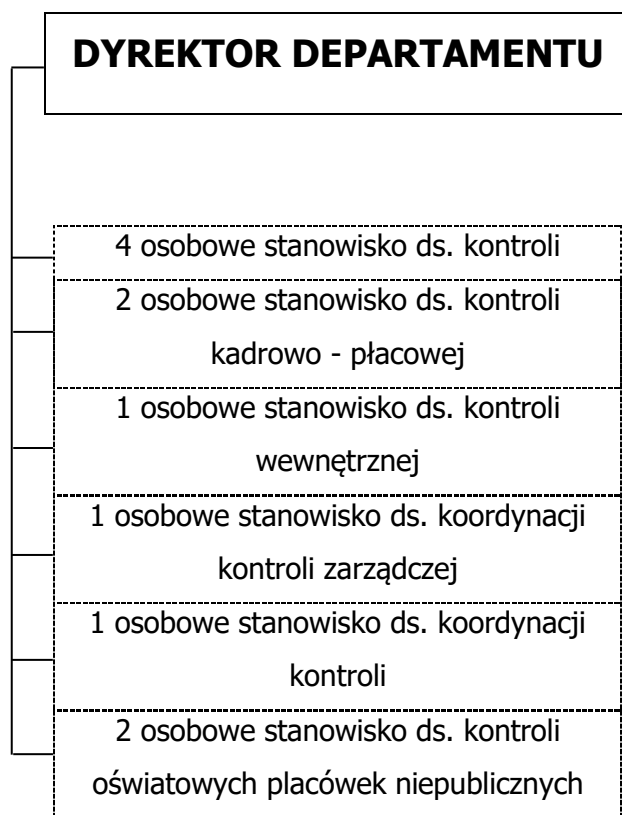 DYREKTOR DEPARTAMENTU
4 osobowe stanowisko ds. kontroli
2 osobowe stanowisko ds. kontroli
kadrowo - płacowej
1 osobowe stanowisko ds. kontroli
wewnętrznej
1 osobowe stanowisko ds. koordynacji
kontroli zarządczej
1 osobowe stanowisko ds. koordynacji
kontroli
2 osobowe stanowisko ds. kontroli
oświatowych placówek niepublicznych